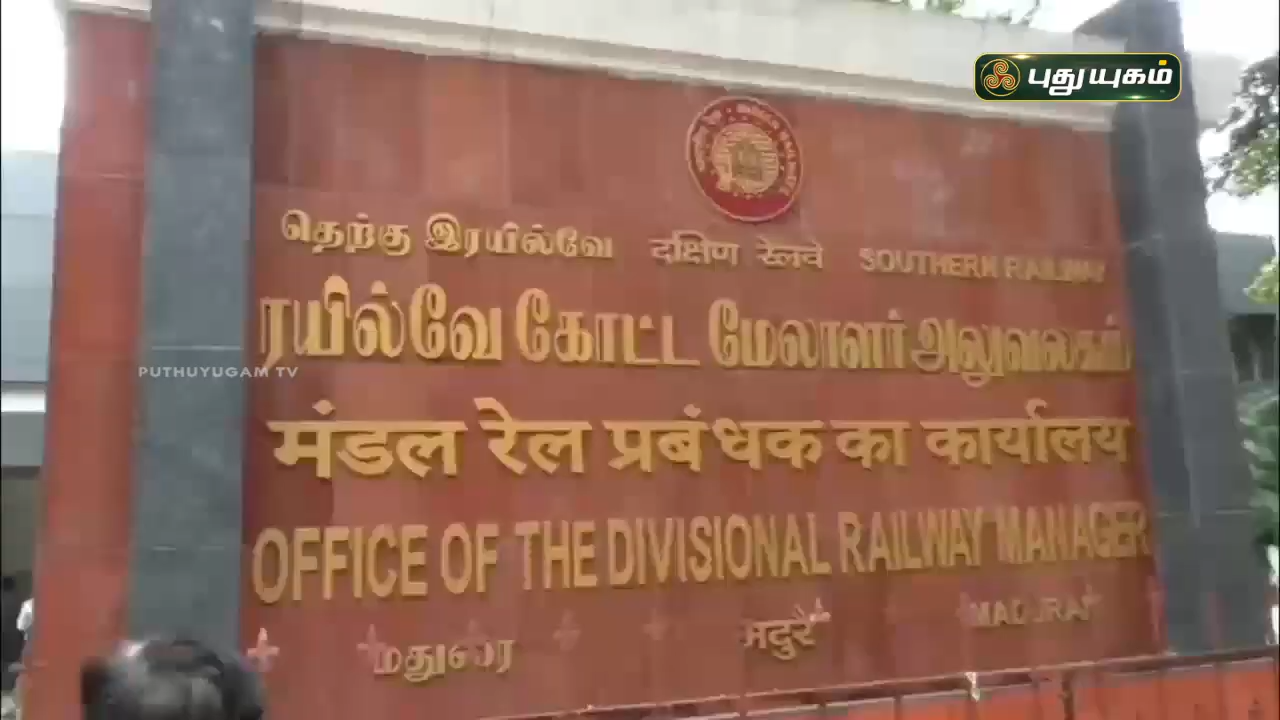 புதுயுகம்
தெற்கு இரயில்வே दक्षिण रेलवे SOUTHERN RAILWAY
ரயில்வே கோட்ட மேலாளர் அலுவலகம்
PUTHUYUGAM TV
मंडल रेल प्रबंधक का कार्यालय
OFFICE OF THE DIVISIONAL RAILWAY MANAGER
மதுரை मदुरै MADURAI